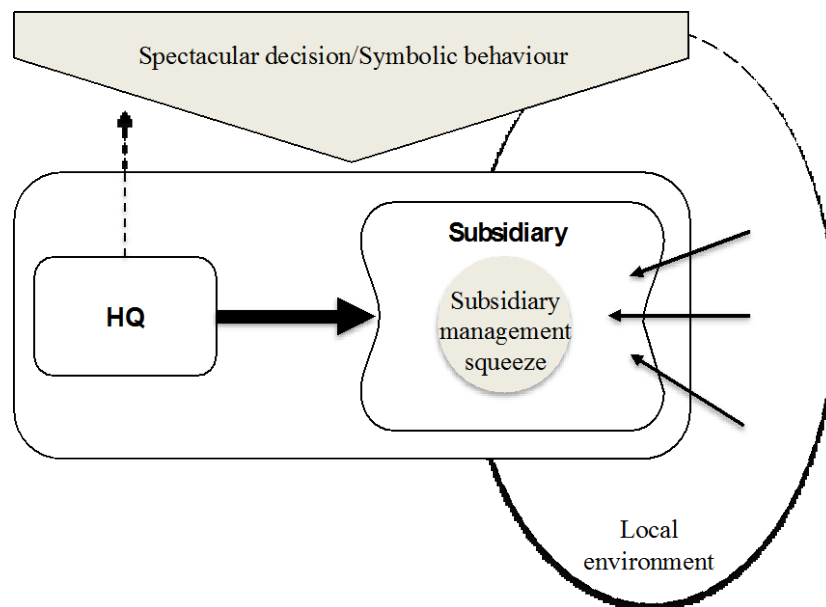 Spectacular decision/Symbolic behaviour
Subsidiary
HQ
Subsidiary
management
squeeze
Local
environment